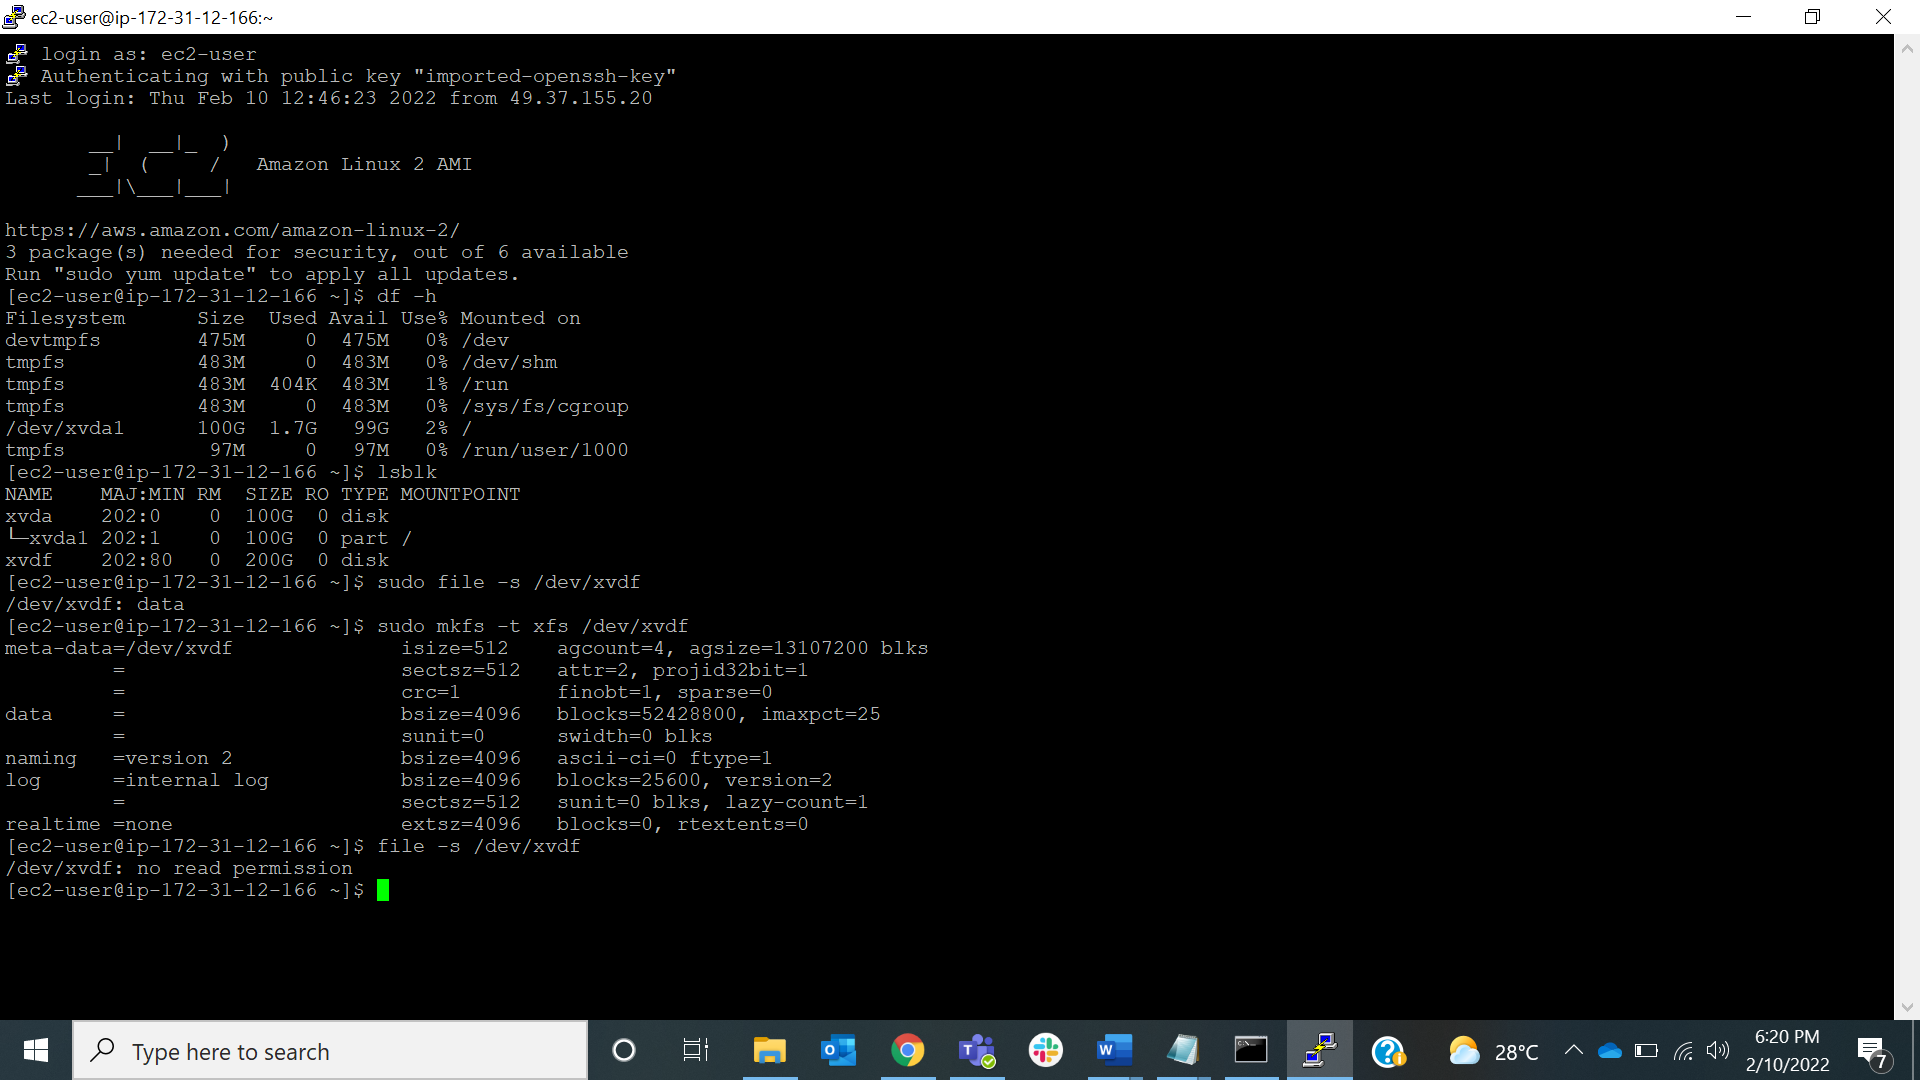 ec2-user@ip-172-31-12-166:~
login as: ec2-user
Authenticating with public key "imported-openssh-key"
Last login: Thu Feb 10 12:46:23 2022 from 49.37.155.20
       __|  __|_  )
       _|  (     /   Amazon Linux 2 AMI
      ___|\___|___|
https://aws.amazon.com/amazon-linux-2/
3 package(s) needed for security, out of 6 available
Run "sudo yum update" to apply all updates.
[ec2-user@ip-172-31-12-166 ~]$ df -h
Filesystem      Size  Used Avail Use% Mounted on
devtmpfs        475M     0  475M   0% /dev
tmpfs           483M     0  483M   0% /dev/shm
tmpfs           483M  404K  483M   1% /run
tmpfs           483M     0  483M   0% /sys/fs/cgroup
/dev/xvda1      100G  1.7G   99G   2% /
tmpfs            97M     0   97M   0% /run/user/1000
[ec2-user@ip-172-31-12-166 ~]$ lsblk
NAME    MAJ:MIN RM  SIZE RO TYPE MOUNTPOINT
xvda    202:0    0  100G  0 disk
└─xvda1 202:1    0  100G  0 part /
xvdf    202:80   0  200G  0 disk
[ec2-user@ip-172-31-12-166 ~]$ sudo file -s /dev/xvdf
/dev/xvdf: data
[ec2-user@ip-172-31-12-166 ~]$ sudo mkfs -t xfs /dev/xvdf
meta-data=/dev/xvdf              isize=512    agcount=4, agsize=13107200 blks
         =                       sectsz=512   attr=2, projid32bit=1
         =                       crc=1        finobt=1, sparse=0
data     =                       bsize=4096   blocks=52428800, imaxpct=25
         =                       sunit=0      swidth=0 blks
naming   =version 2              bsize=4096   ascii-ci=0 ftype=1
log      =internal log           bsize=4096   blocks=25600, version=2
         =                       sectsz=512   sunit=0 blks, lazy-count=1
realtime =none                   extsz=4096   blocks=0, rtextents=0
[ec2-user@ip-172-31-12-166 ~]$ file -s /dev/xvdf
/dev/xvdf: no read permission
[ec2-user@ip-172-31-12-166 ~]$
Type here to search
28°C
6:20 PM
2/10/2022
7